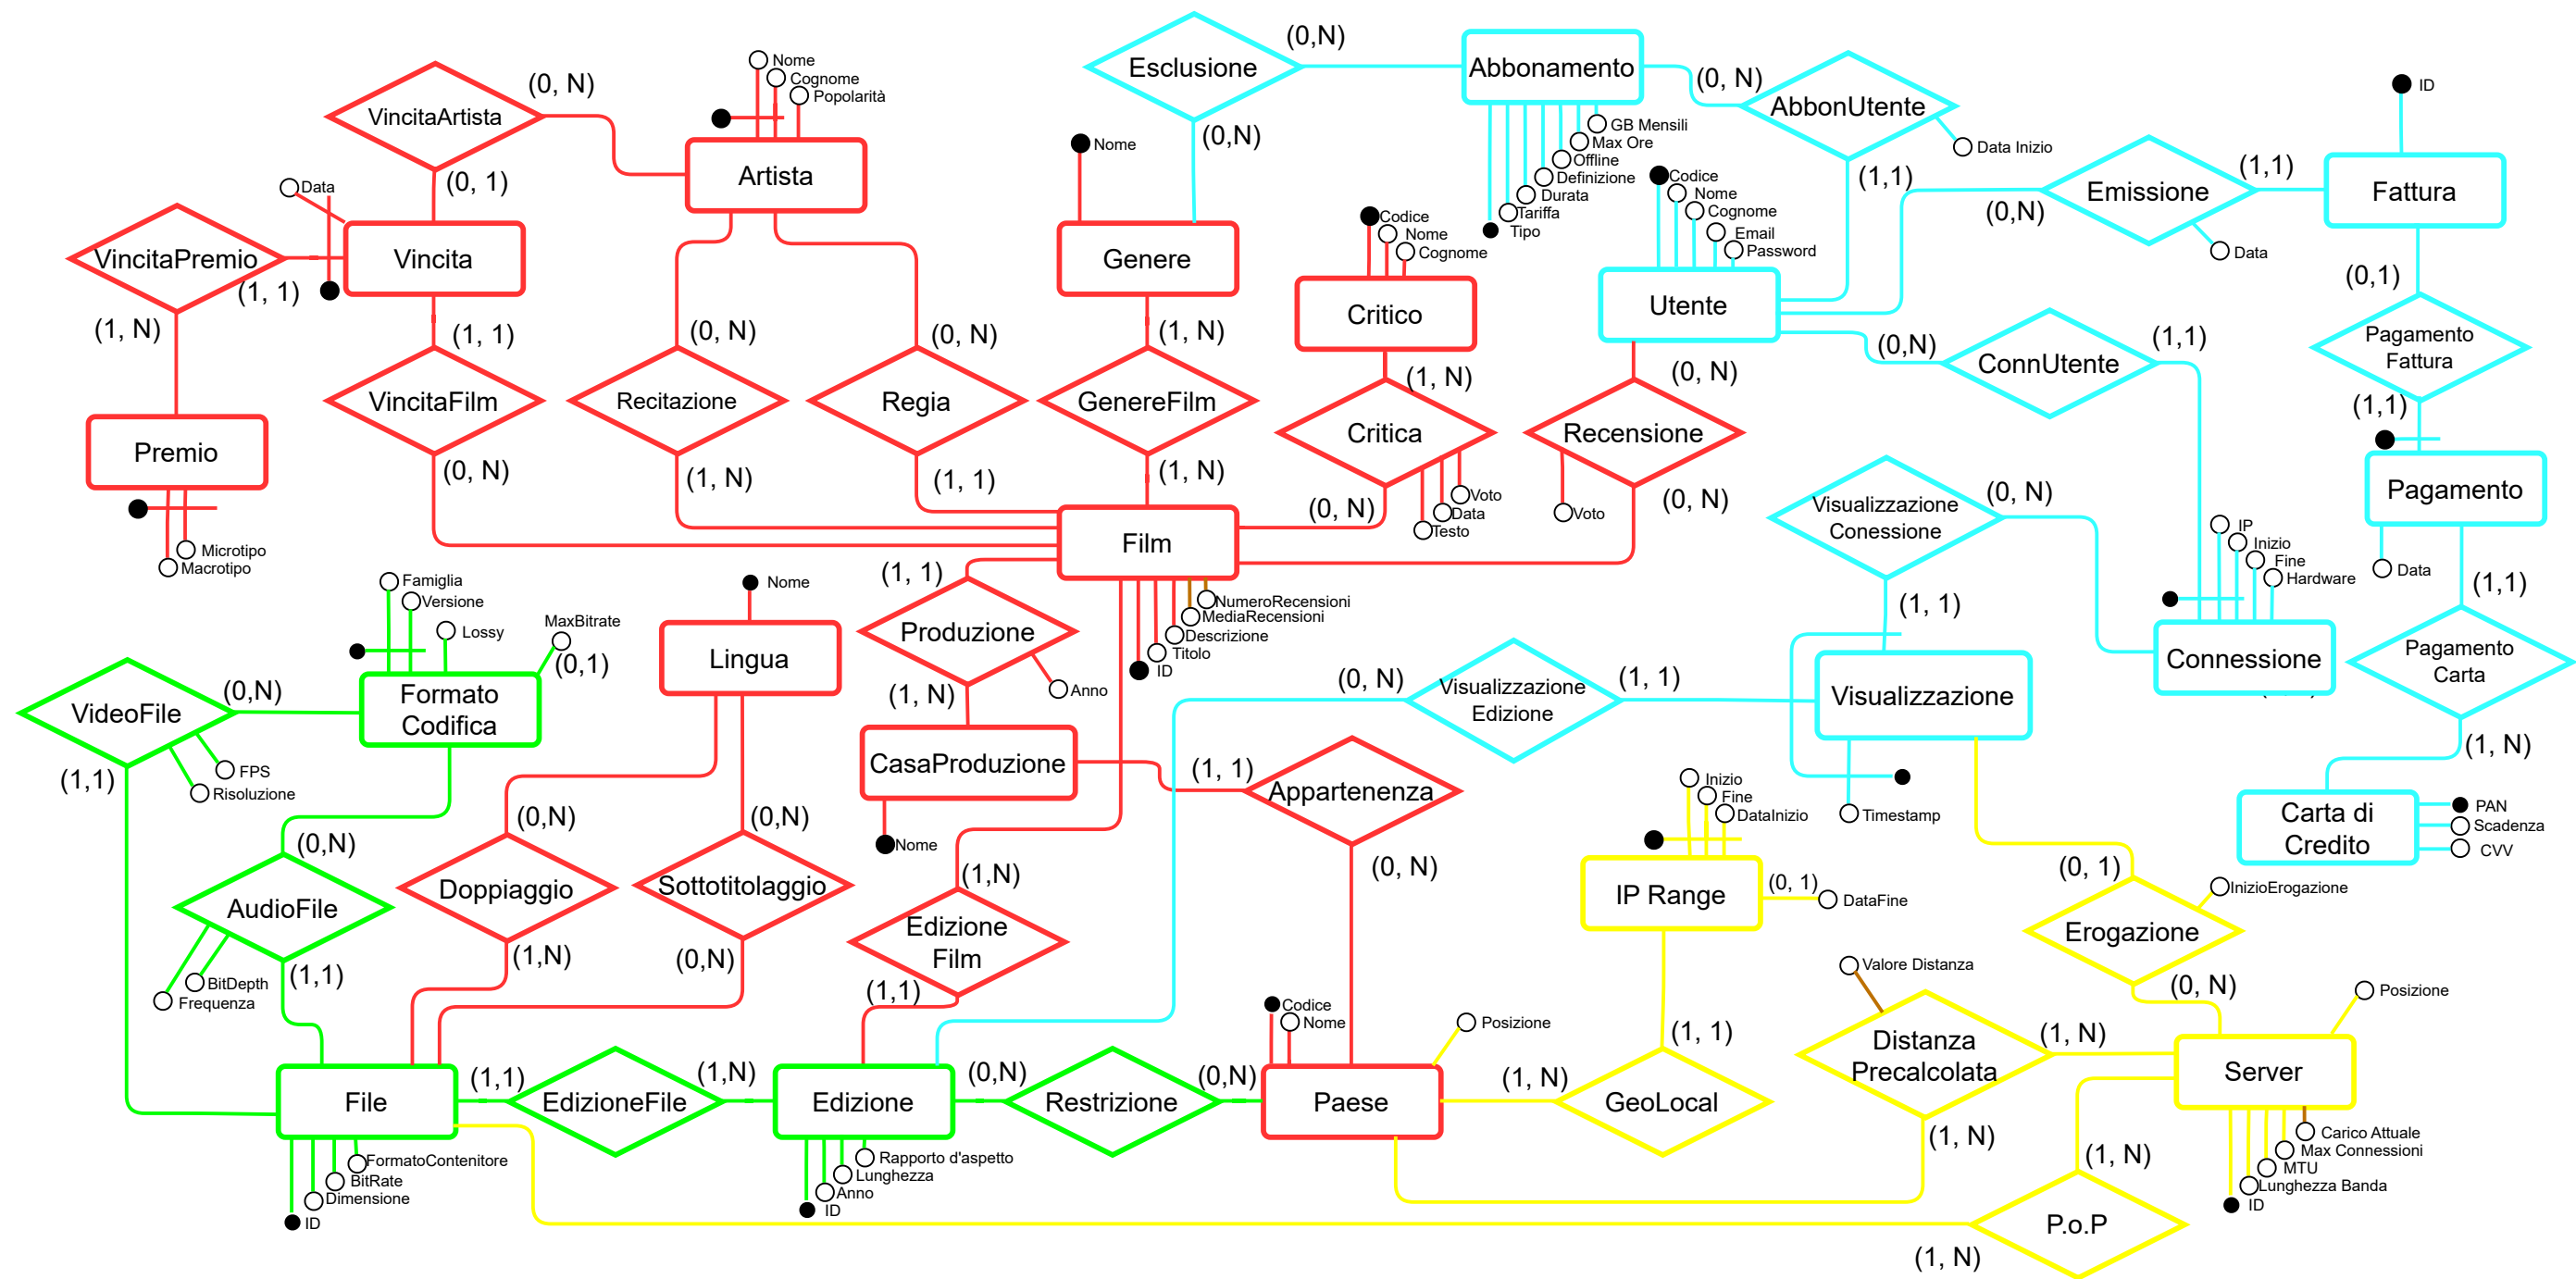 Esclusione
(0,N)
(0,N)
Abbonamento
GB Mensili
Max Ore
Offline
Definizione
Durata
Tariffa
Tipo
(0, N)
AbbonUtente
Data Inizio
(1,1)
ID
Fattura
(1,1)
Emissione
(0,N)
Data
(0,1)
Pagamento
Fattura
(1,1)
Pagamento
Data
(1,1)
Pagamento
Carta
(1, N)
Carta di
Credito
PAN
Scadenza
CVV
VincitaArtista
(0, N)
(0, 1)
Nome
Cognome
Popolarità
Artista
Data
Vincita
VincitaPremio
(1, 1)
(1, N)
Premio
Microtipo
Macrotipo
(1, 1)
VincitaFilm
(0, N)
(0, N)
Recitazione
(1, N)
(0, N)
Regia
(1, 1)
Nome
Genere
(1, N)
GenereFilm
(1, N)
Codice
Nome
Cognome
Critico
(1, N)
Critica
(0, N)
Voto
Data
Testo
Codice
Nome
Cognome
Email
Password
Utente
(0, N)
Recensione
(0, N)
Voto
(0,N)
ConnUtente
(1,1)
Visualizzazione
Conessione
(0, N)
(1, 1)
IP
Inizio
Fine
Hardware
Connessione
Film
NumeroRecensioni
MediaRecensioni
Descrizione
Titolo
ID
(1, 1)
Produzione
Anno
(1, N)
CasaProduzione
Nome
(1, 1)
Appartenenza
(0, N)
(0, N)
Visualizzazione
Edizione
(1, 1)
Visualizzazione
Timestamp
Famiglia
Versione
Lossy
MaxBitrate
(0,1)
Formato
Codifica
(0,N)
VideoFile
FPS
Risoluzione
(1,1)
(0,N)
AudioFile
BitDepth
Frequenza
(1,1)
Nome
Lingua
(0,N)
Doppiaggio
(1,N)
(0,N)
Sottotitolaggio
(0,N)
(1,N)
Edizione
Film
(1,1)
Inizio
Fine
DataInizio
IP Range
(0, 1)
DataFine
(1, 1)
GeoLocal
(1, N)
(0, 1)
InizioErogazione
Erogazione
(0, N)
Valore Distanza
Distanza
Precalcolata
(1, N)
(1, N)
Posizione
Server
Carico Attuale
Max Connessioni
MTU
Lunghezza Banda
ID
(1, N)
P.o.P
(1, N)
File
FormatoContenitore
BitRate
Dimensione
ID
(1,1)
EdizioneFile
(1,N)
Edizione
Rapporto d'aspetto
Lunghezza
Anno
ID
(0,N)
Restrizione
(0,N)
Codice
Nome
Posizione
Paese